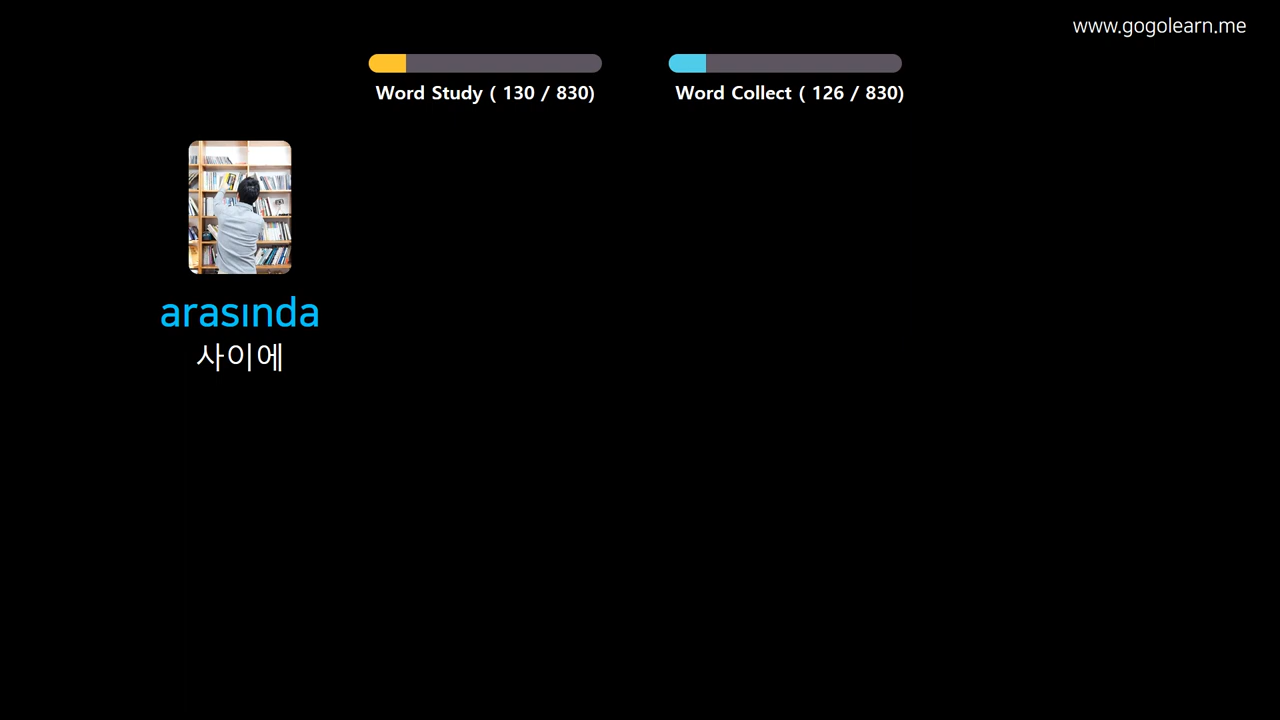 www.gogolearn.me
Word Study ( 130 / 830)
Word Collect ( 126 / 830)
arasında
사이에